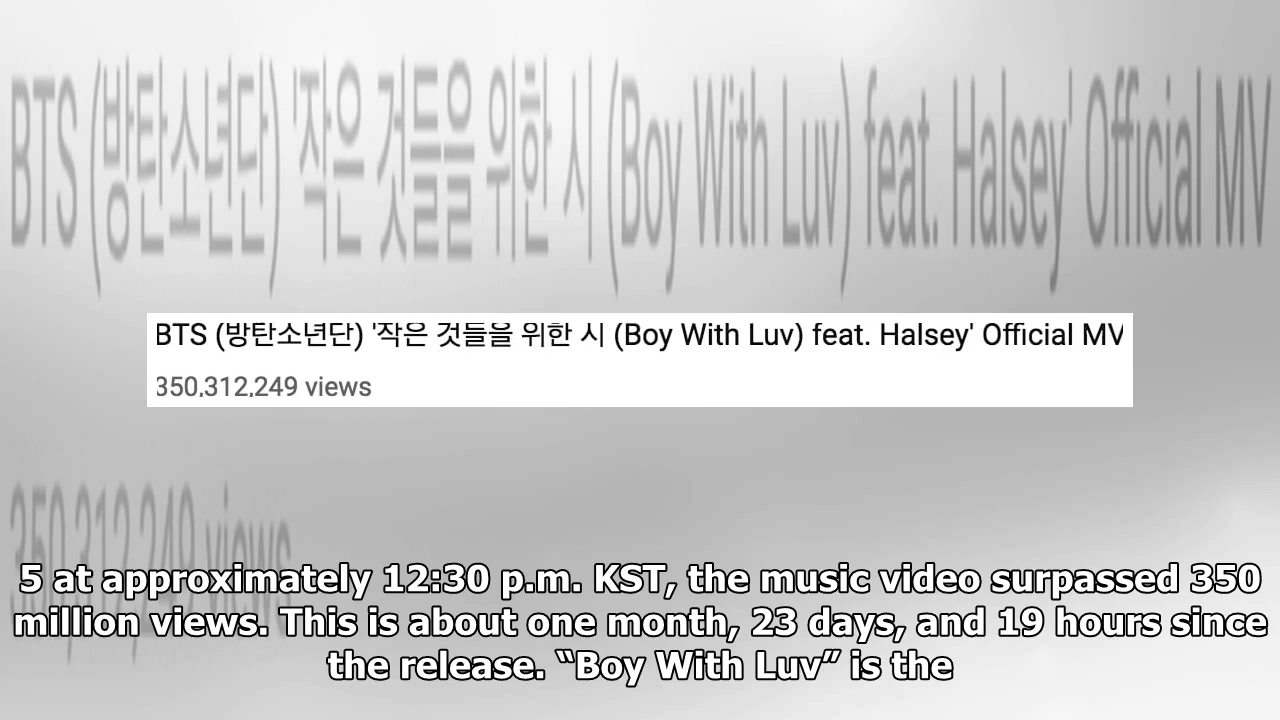 BTS (방탄소년단) '작은 것들을 위한 시 (Boy With Luv) feat. Halsey' Official MV
BTS (방탄소년단) '작은 것들을 위한 시 (Boy With Luv) feat. Halsey' Official MV
350,312,249 views
350,312,249 views
5 at approximately 12:30 p.m. KST, the music video surpassed 350
million views. This is about one month, 23 days, and 19 hours since
the release. “Boy With Luv” is the